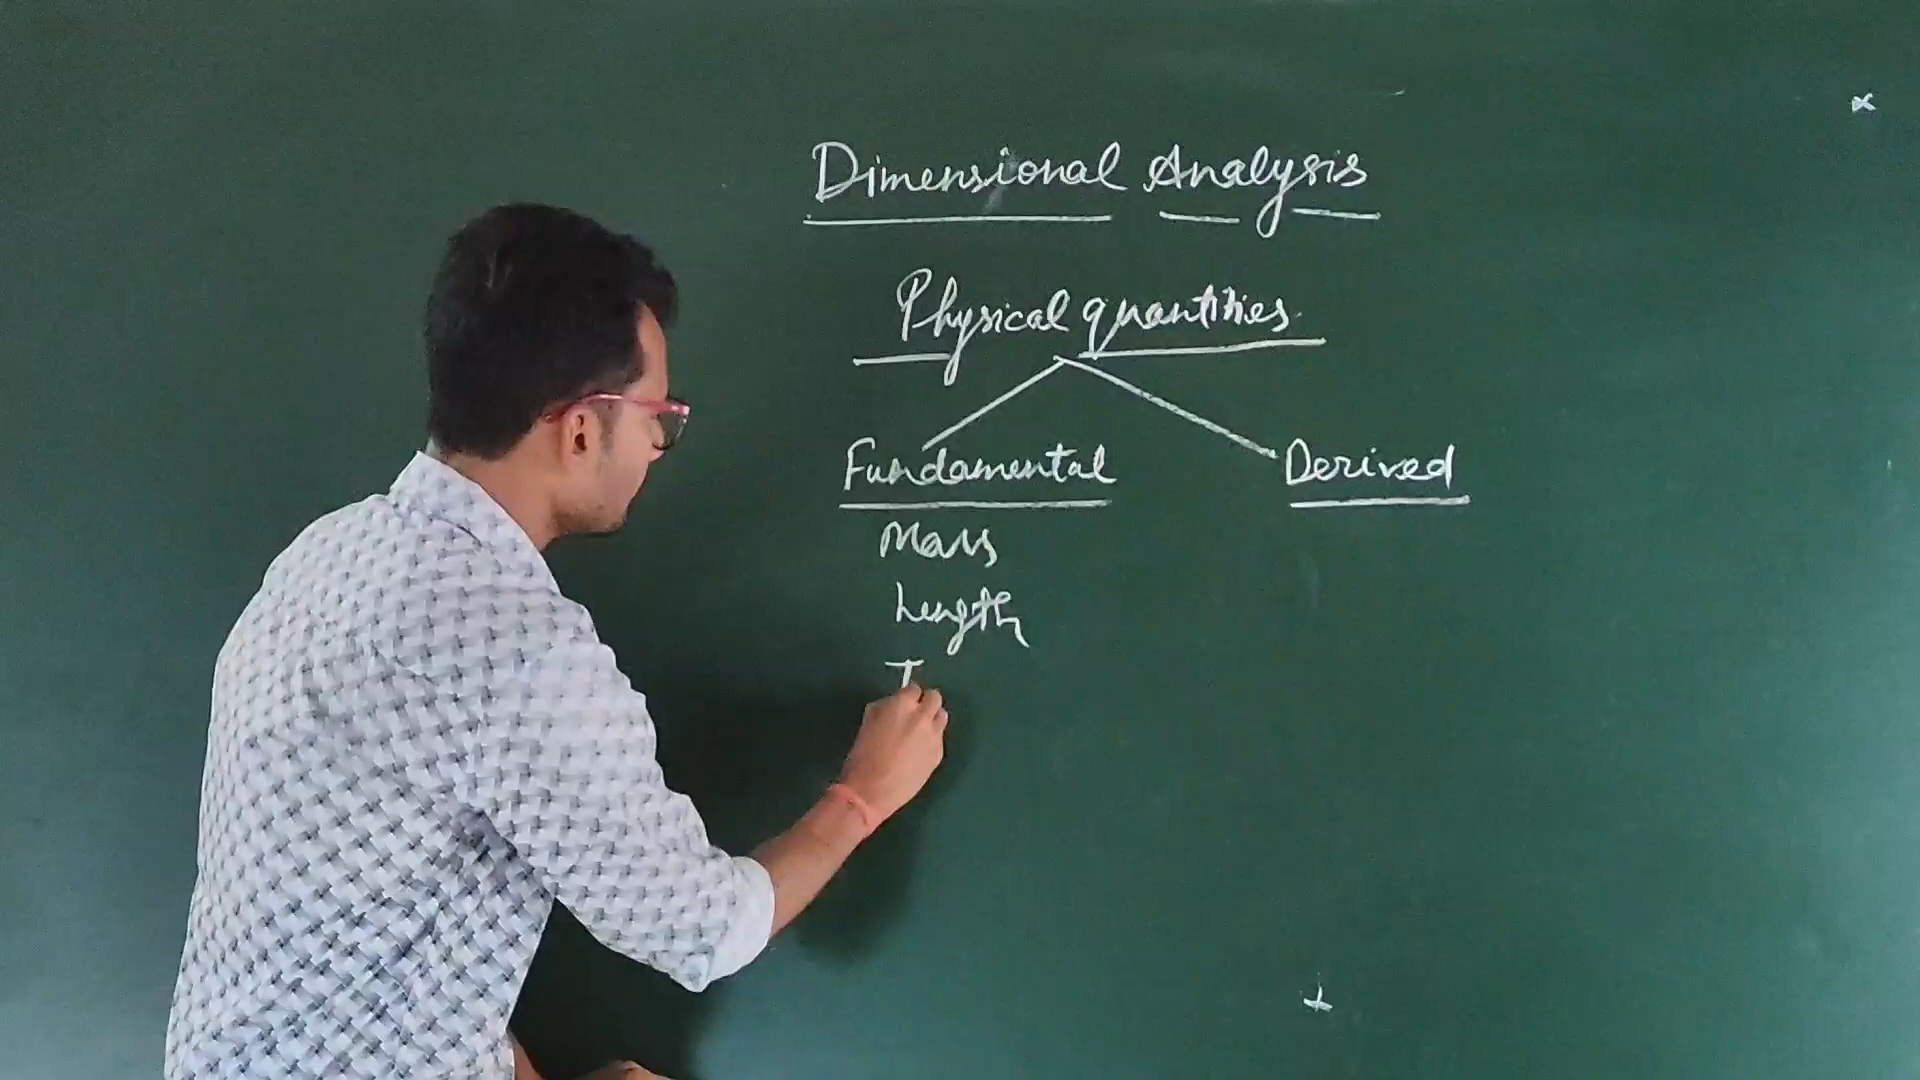 Dimensional Analysis
Physical quantities
Fundamental Derived
Mass
Length
T